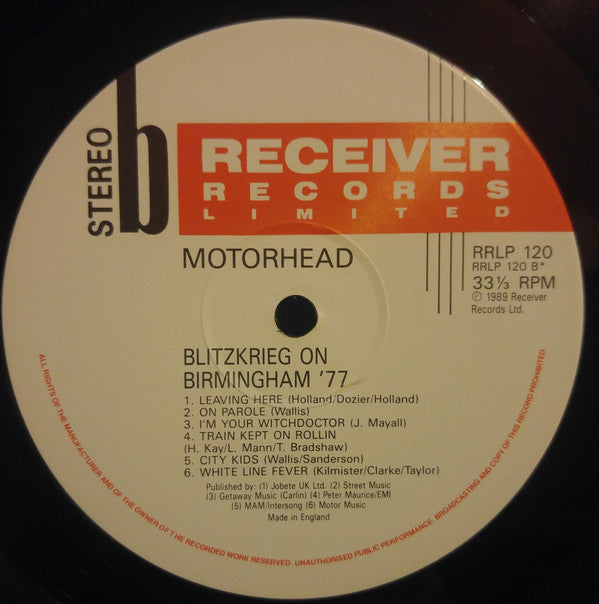 STEREO
b
RECEIVER
RECORDS
LIMITED
MOTORHEAD
RRLP 120
RRLP 120 B*
33⅓ RPM
℗ 1989 Receiver
Records Ltd.
BLITZKRIEG ON
BIRMINGHAM '77
1. LEAVING HERE (Holland/Dozier/Holland)
2. ON PAROLE (Wallis)
3. I'M YOUR WITCHDOCTOR (J. Mayall)
4. TRAIN KEPT ON ROLLIN
(H. Kay/L. Mann/T. Bradshaw)
5. CITY KIDS (Wallis/Sanderson)
6. WHITE LINE FEVER (Kilmister/Clarke/Taylor)
Published by: (1) Jobete UK Ltd. (2) Street Music
(3) Getaway Music (Carlin) (4) Peter Maurice/EMI
(5) MAM/Intersong (6) Motor Music
Made in England
ALL RIGHTS OF THE MANUFACTURER AND OF THE OWNER OF THE RECORDED WORK RESERVED. UNAUTHORISED PUBLIC PERFORMANCE, BROADCASTING AND COPY OF THIS RECORD PROHIBITED.